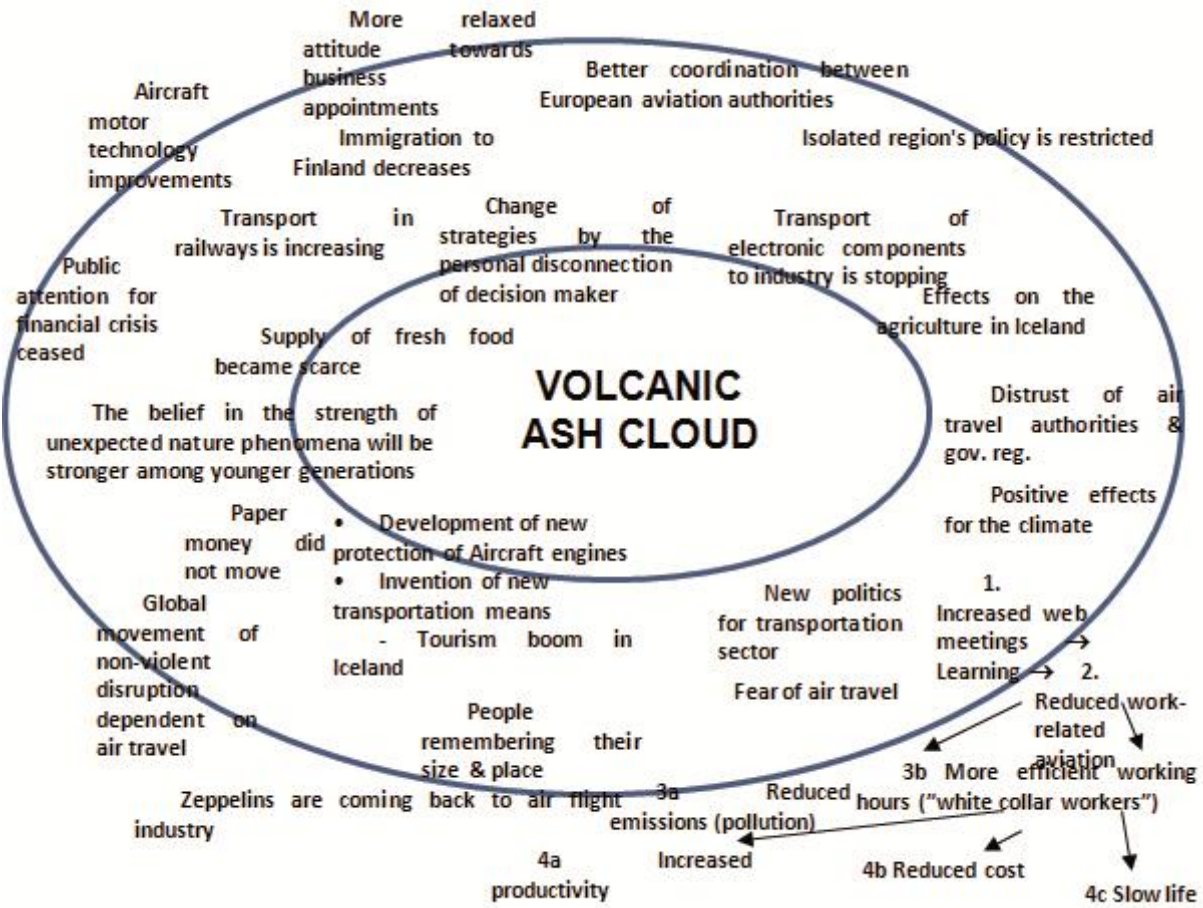 More relaxed
attitude towards
business
appointments
Better coordination between
European aviation authorities
Aircraft
motor
technology
improvements
Immigration to
Finland decreases
Isolated region's policy is restricted
Transport in
railways is increasing
Change of
strategies by the
personal disconnection
of decision maker
Transport of
electronic components
to industry is stopping
Public
attention for
financial crisis
ceased
Effects on the
agriculture in Iceland
Supply of fresh food
became scarce
VOLCANIC
ASH CLOUD
The belief in the strength of
unexpected nature phenomena will be
stronger among younger generations
Distrust of air
travel authorities &
gov. reg.
Positive effects
for the climate
Paper
money did
not move
• Development of new
protection of Aircraft engines
• Invention of new
transportation means
- Tourism boom in
Iceland
Global
movement of
non-violent
disruption
dependent on
air travel
New politics
for transportation
sector
Fear of air travel
1.
Increased web
meetings →
Learning → 2.
Reduced work-
related
aviation
People
remembering their
size & place
Zeppelins are coming back to air flight
industry
3a Reduced
emissions (pollution)
3b More efficient working
hours ("white collar workers")
4a Increased
productivity
4b Reduced cost
4c Slow life